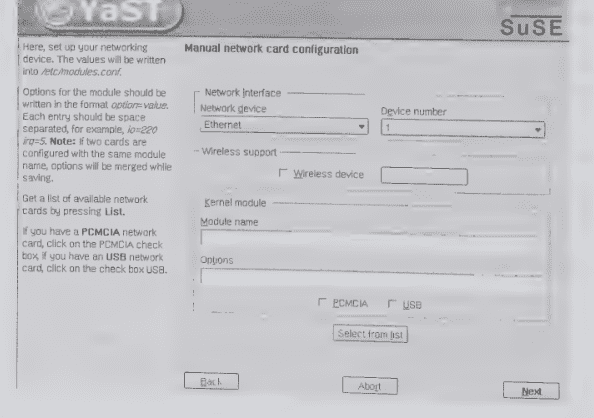 YaST
SuSE
Here, set up your networking
device. The values will be written
into /etc/modules.conf.
Options for the module should be
written in the format option=value.
Each entry should be space
separated, for example, io=220
irq=5. Note: If two cards are
configured with the same module
name, options will be merged while
saving.
Get a list of available network
cards by pressing List.
If you have a PCMCIA network
card, click on the PCMCIA check
box, If you have an USB network
card, click on the check box USB.
Manual network card configuration
Network Interface
Network device
Device number
Ethernet
1
Wireless support
Wireless device
Kernel module
Module name
Options
PCMCIA
USB
Select from list
Back
Abort
Next